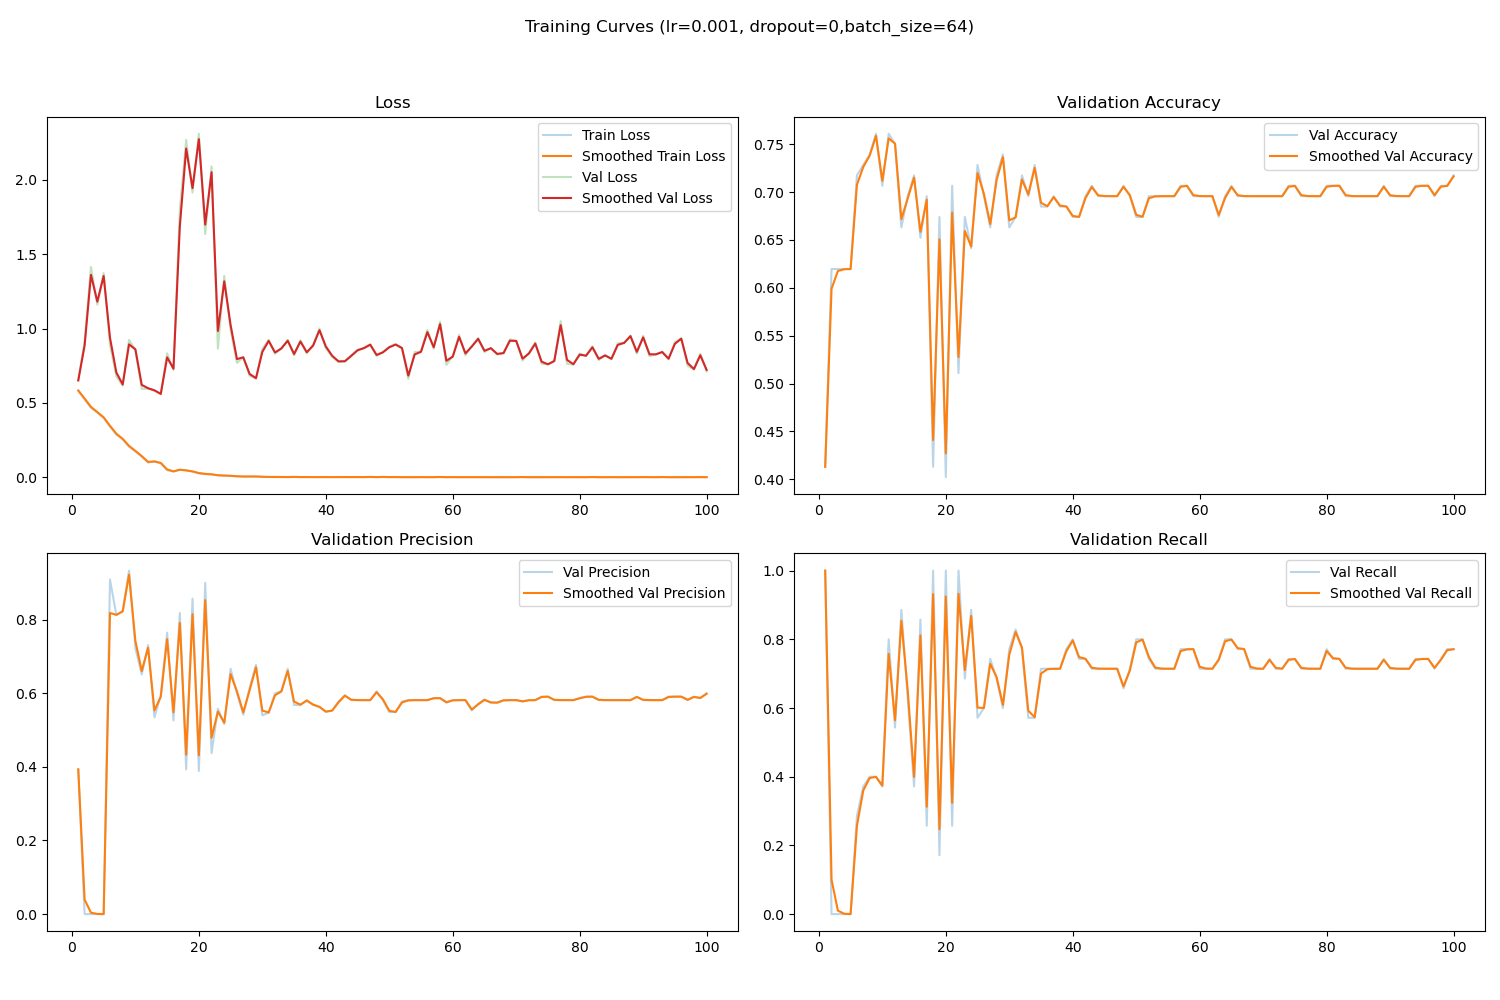 Training Curves (lr=0.001, dropout=0,batch_size=64)
Loss
Train Loss
Smoothed Train Loss
Val Loss
Smoothed Val Loss
2.0
1.5
1.0
0.5
0.0
0 20 40 60 80 100
Validation Accuracy
Val Accuracy
Smoothed Val Accuracy
0.75
0.70
0.65
0.60
0.55
0.50
0.45
0.40
0 20 40 60 80 100
Validation Precision
Val Precision
Smoothed Val Precision
0.8
0.6
0.4
0.2
0.0
0 20 40 60 80 100
Validation Recall
Val Recall
Smoothed Val Recall
1.0
0.8
0.6
0.4
0.2
0.0
0 20 40 60 80 100